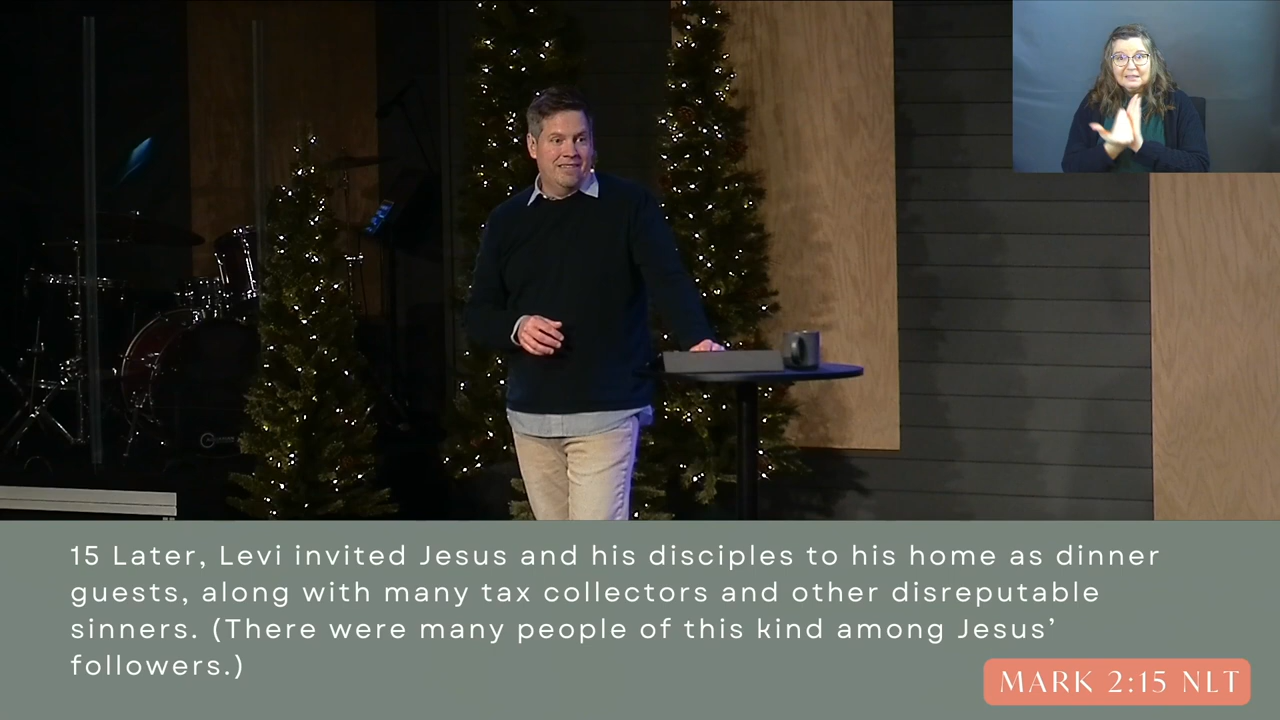 15 Later, Levi invited Jesus and his disciples to his home as dinner
guests, along with many tax collectors and other disreputable
sinners. (There were many people of this kind among Jesus’
followers.)
MARK 2:15 NLT